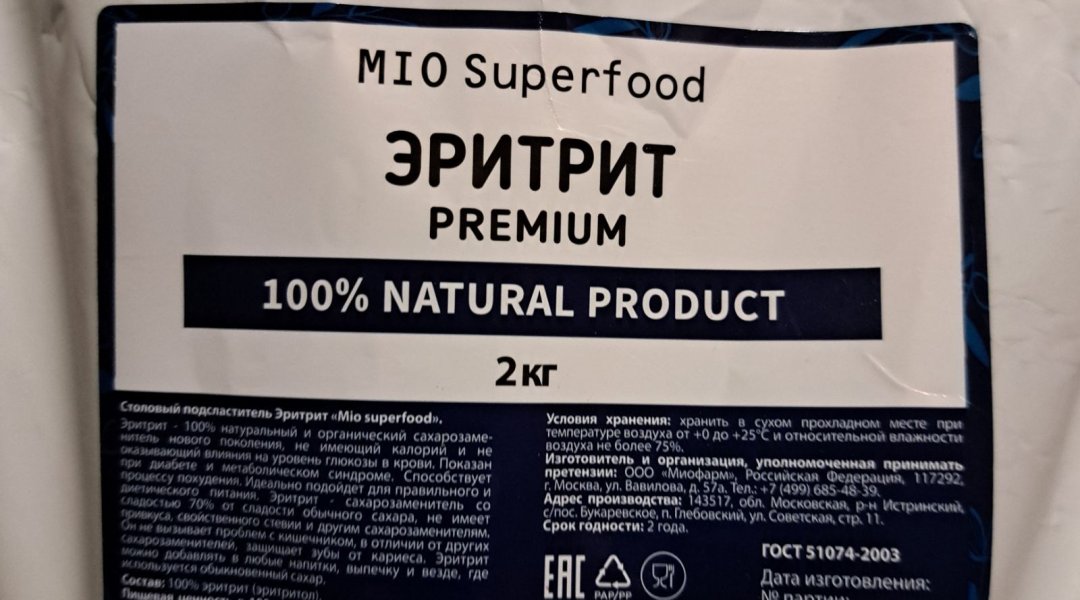 MIO Superfood
ЭРИТРИТ
PREMIUM
100% NATURAL PRODUCT
2кг
Столовый подсластитель Эритрит «Mio superfood».
Эритрит - 100% натуральный и органический сахарозаме-
нитель нового поколения, не имеющий калорий и не
оказывающий влияния на уровень глюкозы в крови. Показан
при диабете и метаболическом синдроме. Способствует
процессу похудения. Идеально подойдет для правильного и
диетического питания. Эритрит - сахарозаменитель со
сладостью 70% от сладости обычного сахара, не имеет
привкуса, свойственного стевии и другим сахарозаменителям.
Он не вызывает проблем с кишечником, в отличии от других
сахарозаменителей, защищает зубы от кариеса. Эритрит
можно добавлять в любые напитки, выпечку и везде, где
используется обыкновенный сахар.
Состав: 100% эритрит (эритритол).
Пищевая ценность
Условия хранения: хранить в сухом прохладном месте при
температуре воздуха от +0 до +25°C и относительной влажности
воздуха не более 75%.
Изготовитель и организация, уполномоченная принимать
претензии: ООО «Миофарм», Российская Федерация, 117292,
г. Москва, ул. Вавилова, д. 57а. Тел.: +7 (499) 685-48-39.
Адрес производства: 143517, обл. Московская, р-н Истринский,
с/пос. Букаревское, п. Глебовский, ул. Советская, стр. 11.
Срок годности: 2 года.
EAC
PAP/PP
ГОСТ 51074-2003
Дата изготовления:
№ партии: